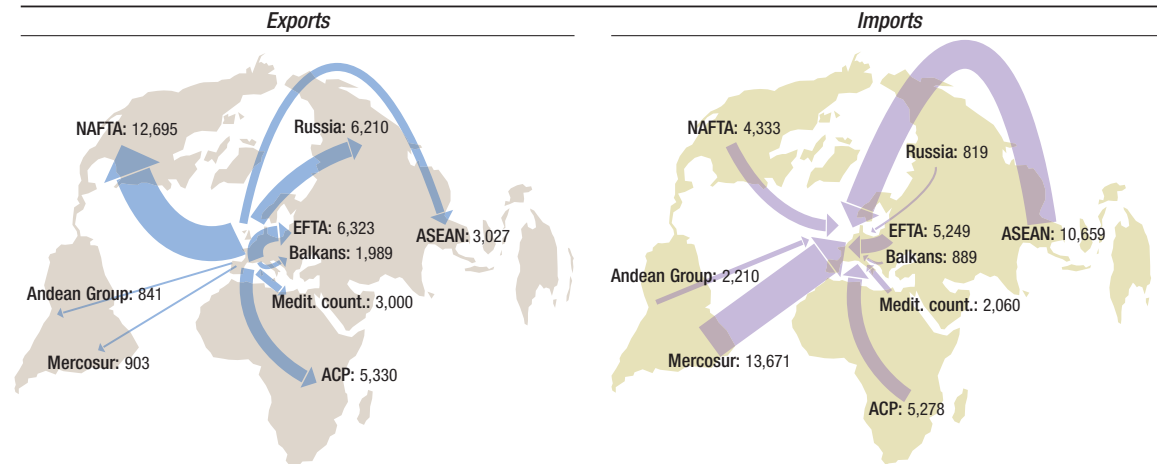 Exports
NAFTA: 12,695
Russia: 6,210
EFTA: 6,323
ASEAN: 3,027
Balkans: 1,989
Andean Group: 841
Medit. count.: 3,000
Mercosur: 903
ACP: 5,330
Imports
NAFTA: 4,333
Russia: 819
EFTA: 5,249
ASEAN: 10,659
Balkans: 889
Andean Group: 2,210
Medit. count.: 2,060
Mercosur: 13,671
ACP: 5,278